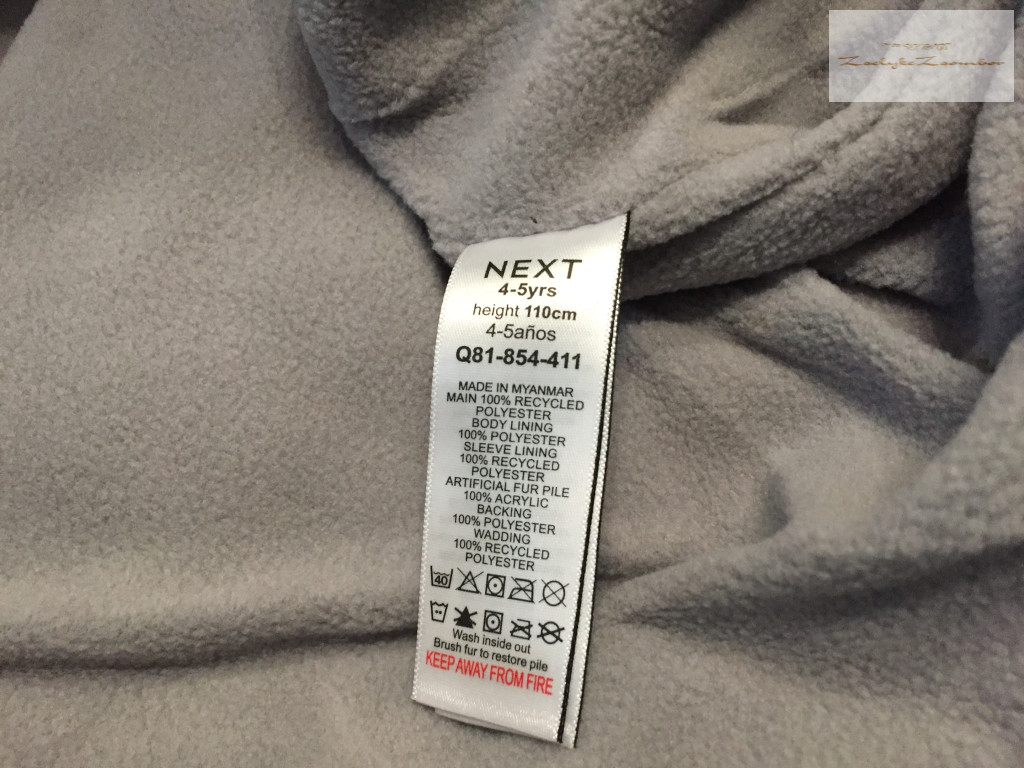 NEXT
4-5yrs
height 110cm
4-5años
Q81-854-411
MADE IN MYANMAR
MAIN 100% RECYCLED
POLYESTER
BODY LINING
100% POLYESTER
SLEEVE LINING
100% RECYCLED
POLYESTER
ARTIFICIAL FUR PILE
100% ACRYLIC
BACKING
100% POLYESTER
WADDING
100% RECYCLED
POLYESTER
40
Wash inside out
Brush fur to restore pile
KEEP AWAY FROM FIRE